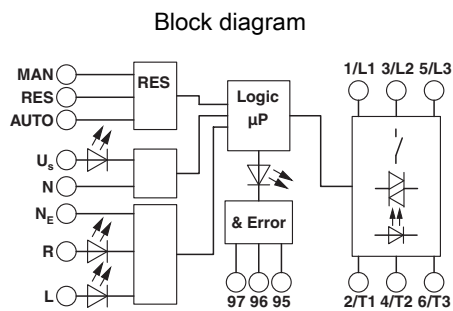 Block diagram
MAN
RES
AUTO
RES
Logic
µP
1/L1 3/L2 5/L3
Us
N
NE
R
L
& Error
97 96 95
2/T1 4/T2 6/T3